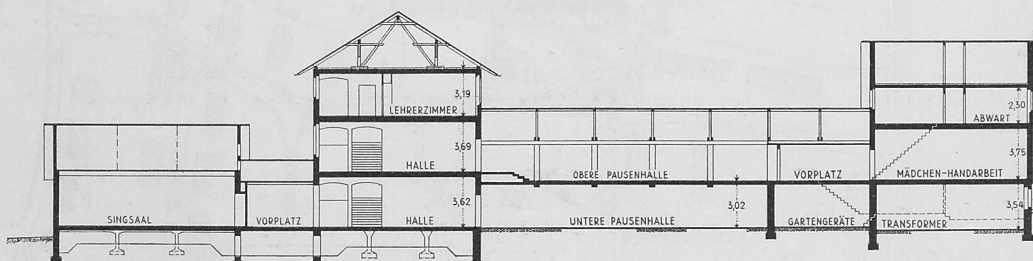 3,19
LEHRERZIMMER
2,30
ABWART
3,69
HALLE
OBERE PAUSENHALLE
VORPLATZ
3,75
MÄDCHEN-HANDARBEIT
SINGSAAL
VORPLATZ
3,62
HALLE
UNTERE PAUSENHALLE
3,02
GARTENGERÄTE
TRANSFORMER
3,54